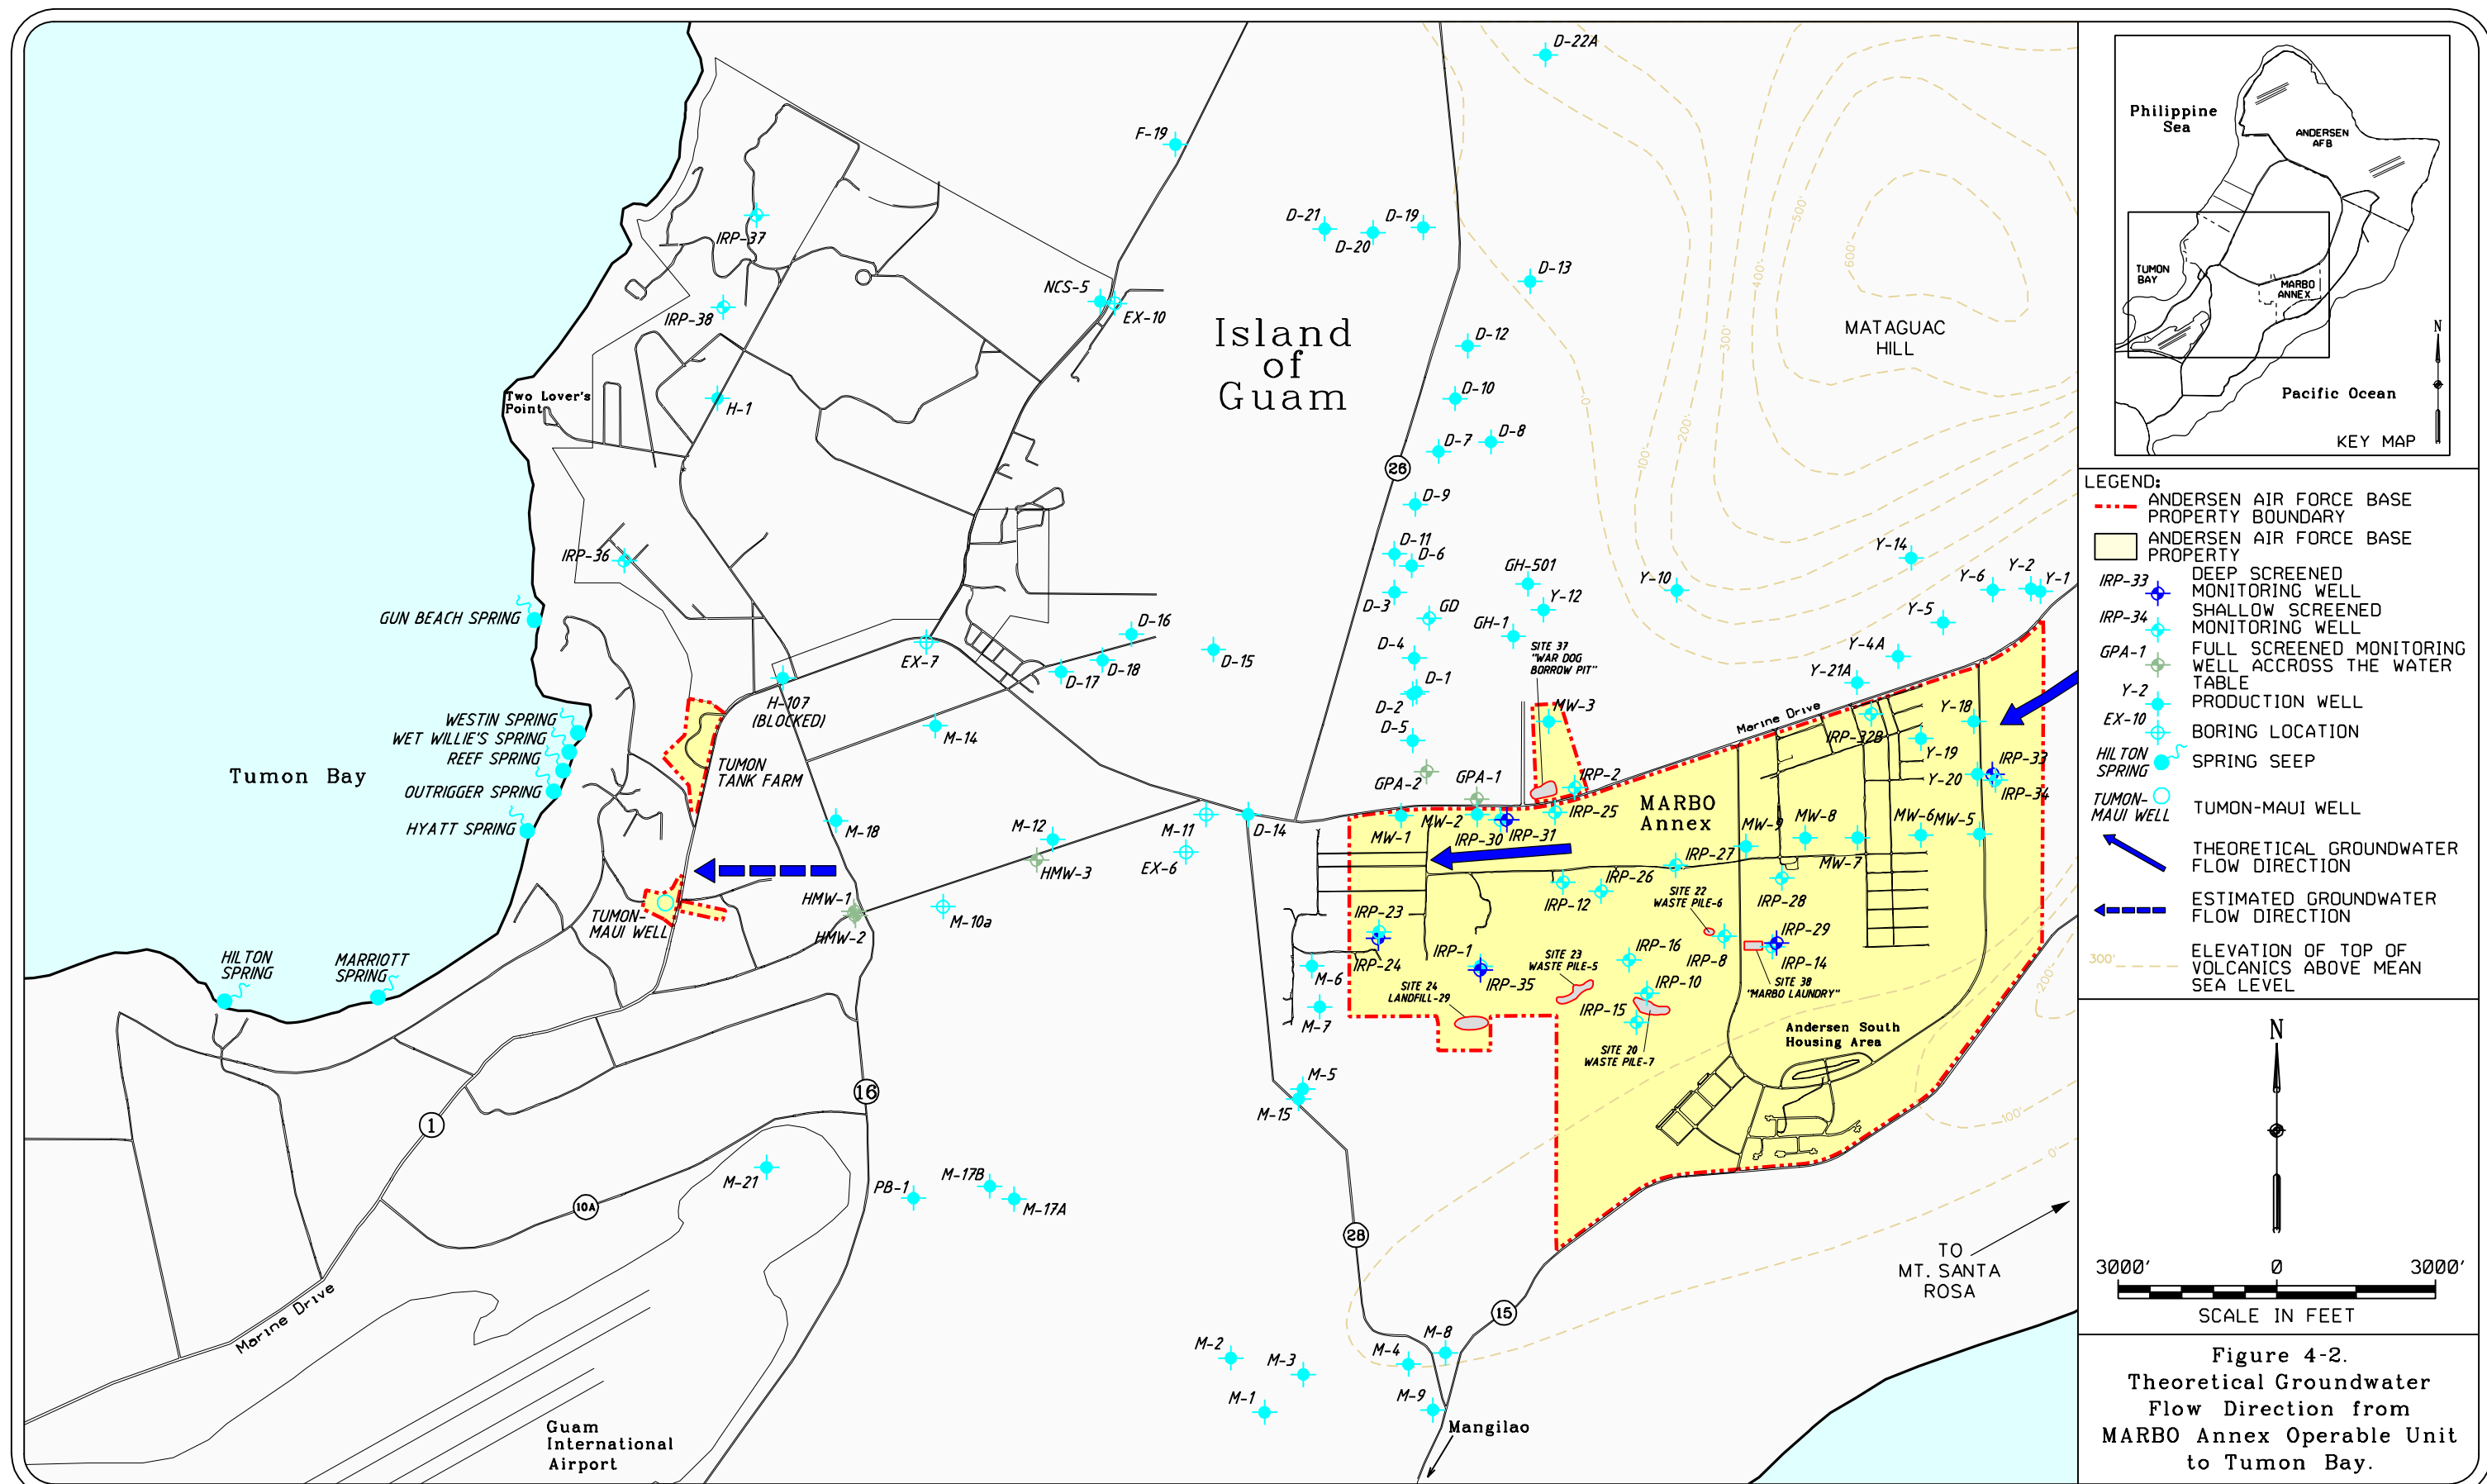 D-22A
F-19
IRP-37
D-21
D-20
D-19
500'
600'
400'
300'
200'
100'
0'
D-13
NCS-5
EX-10
IRP-38
Island
of
Guam
D-12
MATAGUAC
HILL
D-10
Two Lover's
Point
H-1
D-8
D-7
26
D-9
D-11
D-6
IRP-36
GH-501
Y-10
Y-14
Y-6
Y-2
Y-1
D-3
GD
Y-12
GUN BEACH SPRING
EX-7
D-16
GH-1
Y-5
D-4
D-15
SITE 37
"WAR DOG
BORROW PIT"
Y-4A
D-18
D-17
D-1
Y-21A
H-107
(BLOCKED)
D-2
MW-3
Marine Drive
Y-18
WESTIN SPRING
WET WILLIE'S SPRING
REEF SPRING
M-14
D-5
IRP-32B
Y-19
IRP-33
Tumon Bay
TUMON
TANK FARM
GPA-2
GPA-1
IRP-2
Y-20
IRP-34
OUTRIGGER SPRING
MARBO
Annex
HYATT SPRING
M-18
M-12
M-11
D-14
MW-1
MW-2
IRP-30
IRP-31
IRP-25
MW-9
MW-8
MW-6
MW-5
HMW-3
EX-6
IRP-27
MW-7
HMW-1
IRP-12
IRP-26
SITE 22
WASTE PILE-6
IRP-28
TUMON-
MAUI WELL
HMW-2
M-10a
IRP-23
IRP-24
IRP-1
IRP-16
IRP-8
IRP-29
IRP-14
HILTON
SPRING
MARRIOTT
SPRING
M-6
SITE 23
WASTE PILE-5
IRP-35
IRP-10
SITE 38
"MARBO LAUNDRY"
200'
SITE 24
LANDFILL-29
M-7
IRP-15
Andersen South
Housing Area
SITE 20
WASTE PILE-7
M-5
M-15
16
1
100'
0'
M-21
PB-1
M-17B
M-17A
10A
28
TO
MT. SANTA
ROSA
15
Marine Drive
M-2
M-3
M-4
M-8
M-1
M-9
Mangilao
Guam
International
Airport
Philippine
Sea
ANDERSEN
AFB
TUMON
BAY
MARBO
ANNEX
N
Pacific Ocean
KEY MAP
LEGEND:
ANDERSEN AIR FORCE BASE
PROPERTY BOUNDARY
ANDERSEN AIR FORCE BASE
PROPERTY
IRP-33 DEEP SCREENED
MONITORING WELL
IRP-34 SHALLOW SCREENED
MONITORING WELL
GPA-1 FULL SCREENED MONITORING
WELL ACCROSS THE WATER
TABLE
Y-2 PRODUCTION WELL
EX-10 BORING LOCATION
HILTON
SPRING SPRING SEEP
TUMON-
MAUI WELL TUMON-MAUI WELL
THEORETICAL GROUNDWATER
FLOW DIRECTION
ESTIMATED GROUNDWATER
FLOW DIRECTION
300' ELEVATION OF TOP OF
VOLCANICS ABOVE MEAN
SEA LEVEL
N
3000' 0 3000'
SCALE IN FEET
Figure 4-2.
Theoretical Groundwater
Flow Direction from
MARBO Annex Operable Unit
to Tumon Bay.